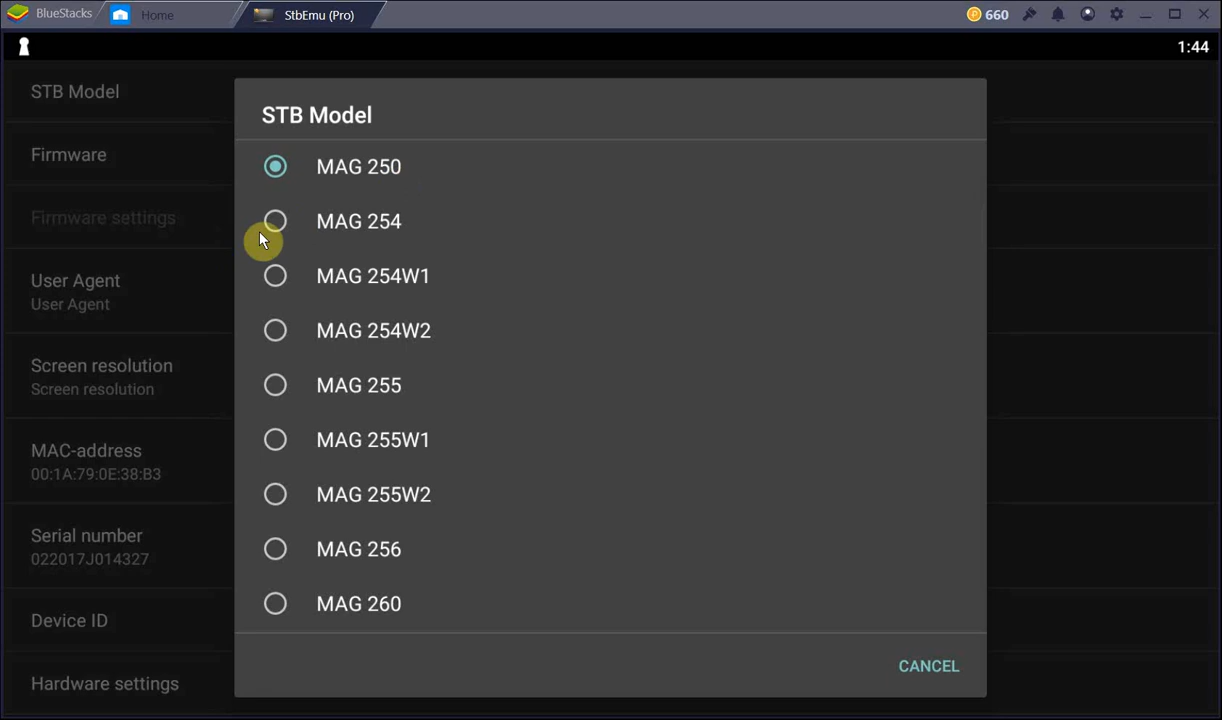 BlueStacks
Home
StbEmu (Pro)
P 660
1:44
STB Model
Firmware
Firmware settings
User Agent
User Agent
Screen resolution
Screen resolution
MAC-address
00:1A:79:0E:38:B3
Serial number
022017J014327
Device ID
Hardware settings
STB Model
MAG 250
MAG 254
MAG 254W1
MAG 254W2
MAG 255
MAG 255W1
MAG 255W2
MAG 256
MAG 260
CANCEL